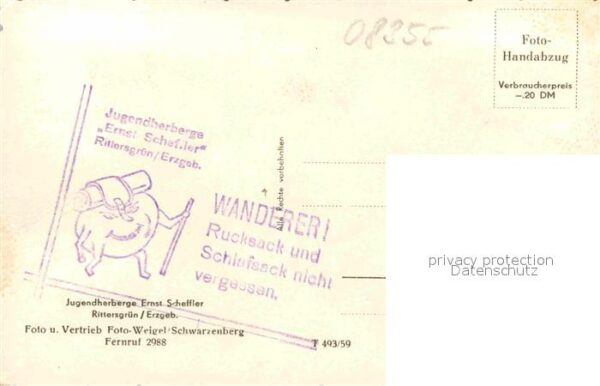 08355
Foto-
Handabzug
Verbraucherpreis
—.20 DM
Jugendherberge
„Ernst Scheffler"
Rittersgrün/Erzgeb.
Alle Rechte vorbehalten
WANDERER!
Rucksack und
Schlafsack nicht
vergessen.
privacy protection
Datenschutz
Jugendherberge Ernst Scheffler
Rittersgrün / Erzgeb.
Foto u. Vertrieb Foto-Weigel/Schwarzenberg
Fernruf 2988
T 493/59